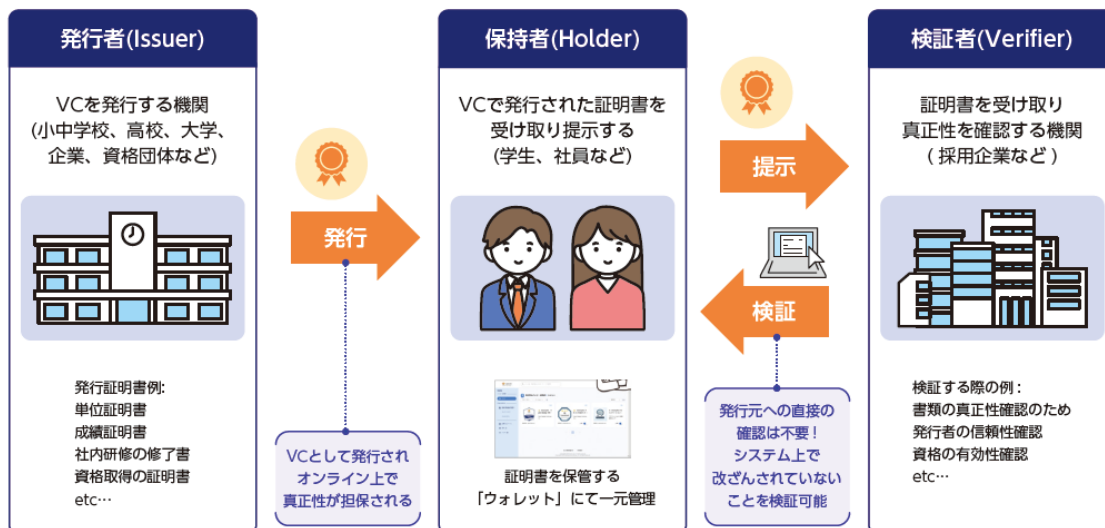 発行者(Issuer)
VCを発行する機関
(小中学校、高校、大学、
企業、資格団体など)
発行証明書例:
単位証明書
成績証明書
社内研修の修了書
資格取得の証明書
etc…
発行
VCとして発行され
オンライン上で
真正性が担保される
保持者(Holder)
VCで発行された証明書を
受け取り提示する
(学生、社員など)
証明書を保管する
「ウォレット」にて一元管理
提示
検証
発行元への直接の
確認は不要！
システム上で
改ざんされていない
ことを検証可能
検証者(Verifier)
証明書を受け取り
真正性を確認する機関
( 採用企業など )
検証する際の例 :
書類の真正性確認のため
発行者の信頼性確認
資格の有効性確認
etc…